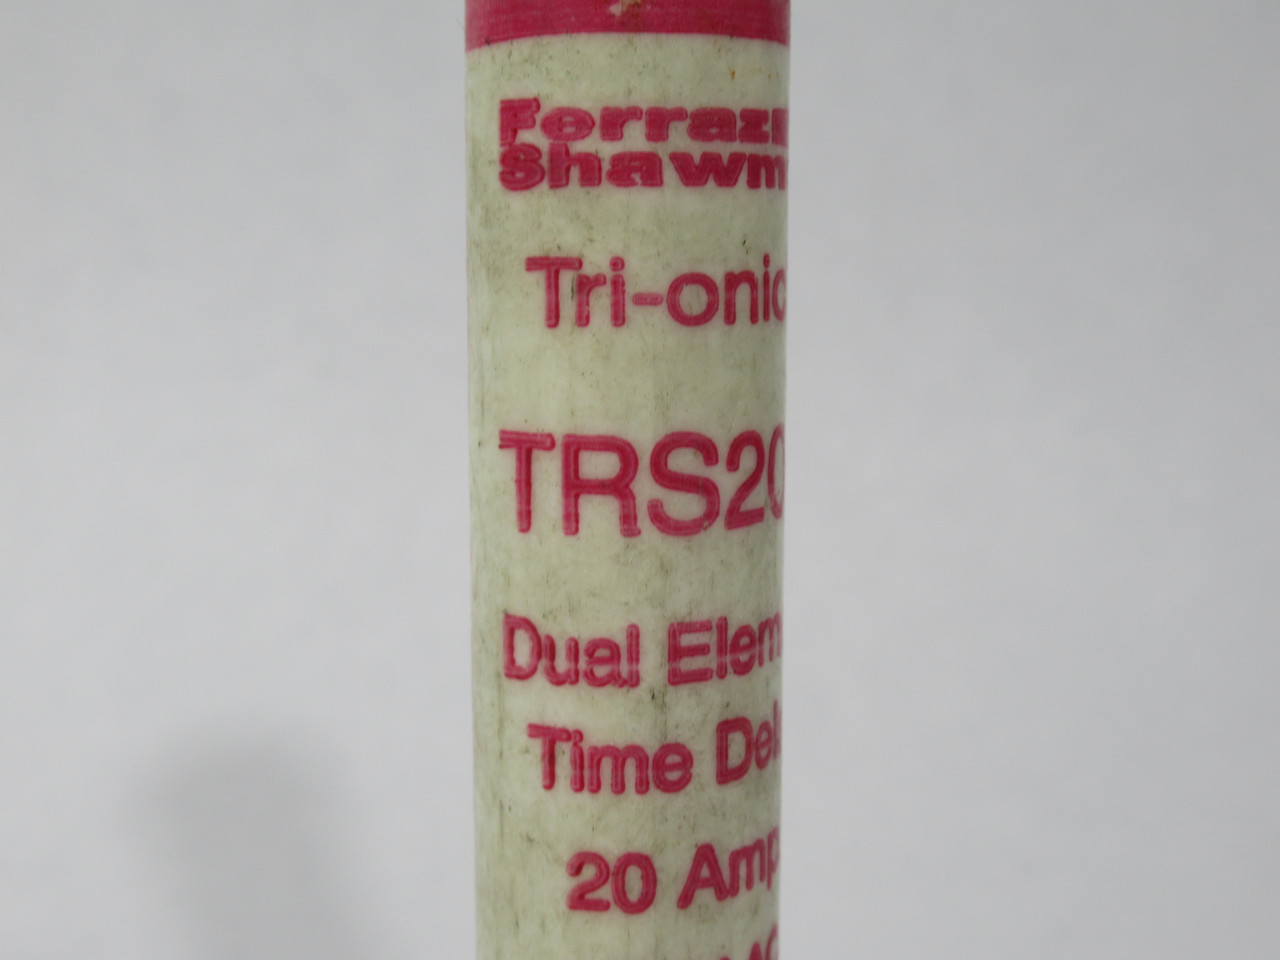 Ferraz
Shawm
Tri-onic
TRS20
Dual Elem
Time Del
20 Amp